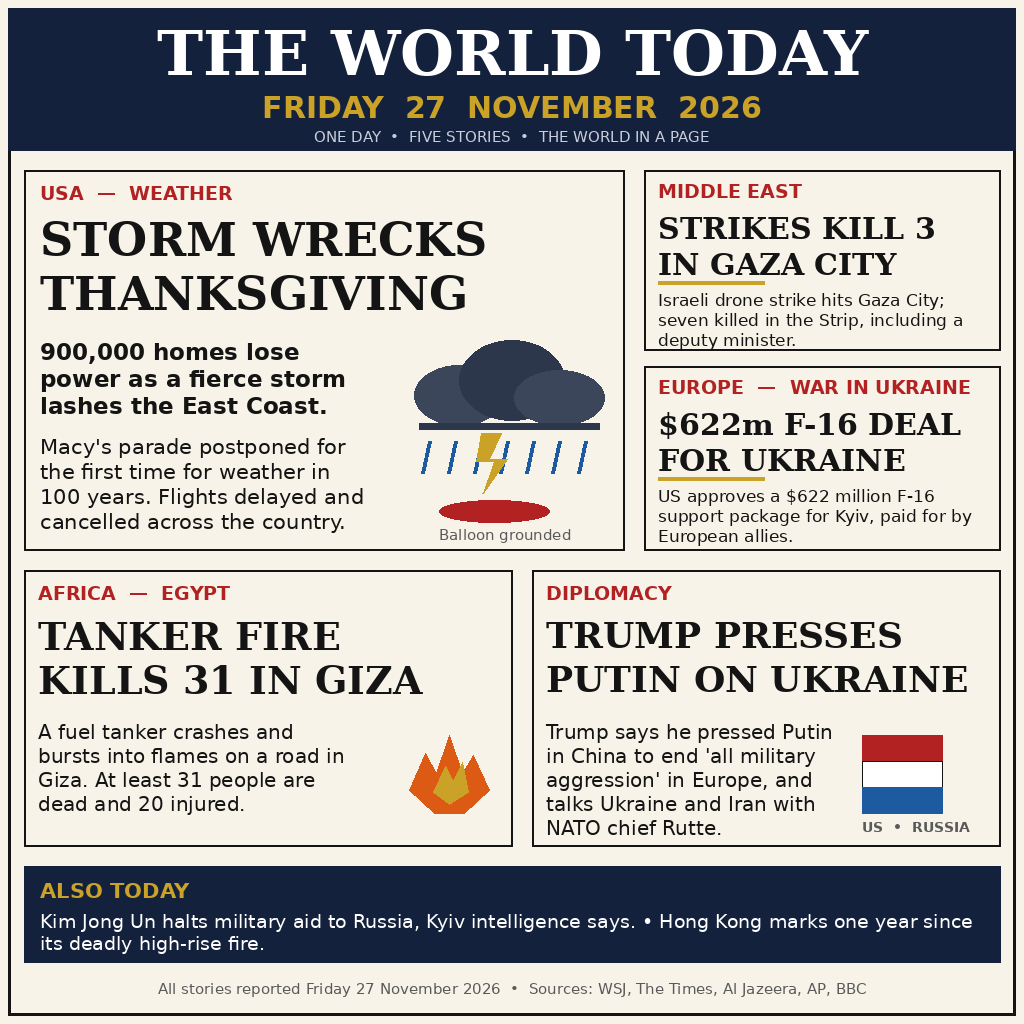 THE WORLD TODAY
FRIDAY 27 NOVEMBER 2026
ONE DAY • FIVE STORIES • THE WORLD IN A PAGE
USA — WEATHER
STORM WRECKS
THANKSGIVING
900,000 homes lose
power as a fierce storm
lashes the East Coast.
Macy's parade postponed for
the first time for weather in
100 years. Flights delayed and
cancelled across the country.
Balloon grounded
MIDDLE EAST
STRIKES KILL 3
IN GAZA CITY
Israeli drone strike hits Gaza City;
seven killed in the Strip, including a
deputy minister.
EUROPE — WAR IN UKRAINE
$622m F-16 DEAL
FOR UKRAINE
US approves a $622 million F-16
support package for Kyiv, paid for by
European allies.
AFRICA — EGYPT
TANKER FIRE
KILLS 31 IN GIZA
A fuel tanker crashes and
bursts into flames on a road in
Giza. At least 31 people are
dead and 20 injured.
DIPLOMACY
TRUMP PRESSES
PUTIN ON UKRAINE
Trump says he pressed Putin
in China to end 'all military
aggression' in Europe, and
talks Ukraine and Iran with
NATO chief Rutte.
US • RUSSIA
ALSO TODAY
Kim Jong Un halts military aid to Russia, Kyiv intelligence says. • Hong Kong marks one year since
its deadly high-rise fire.
All stories reported Friday 27 November 2026 • Sources: WSJ, The Times, Al Jazeera, AP, BBC